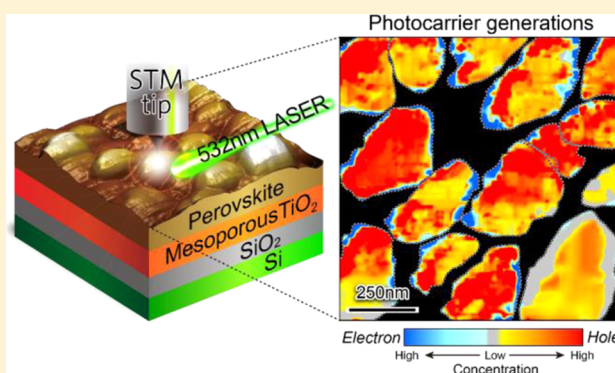 Photocarrier generations
STM
tip
532nm LASER
Perovskite
Mesoporous TiO2
SiO2
Si
250nm
Electron Hole
High Low High
Concentration